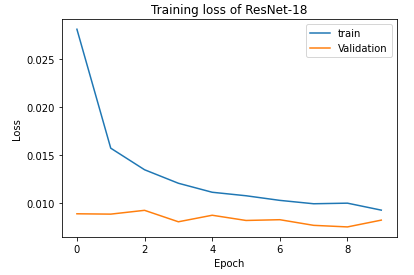 Training loss of ResNet-18
train
Validation
Loss
0.025
0.020
0.015
0.010
0 2 4 6 8
Epoch